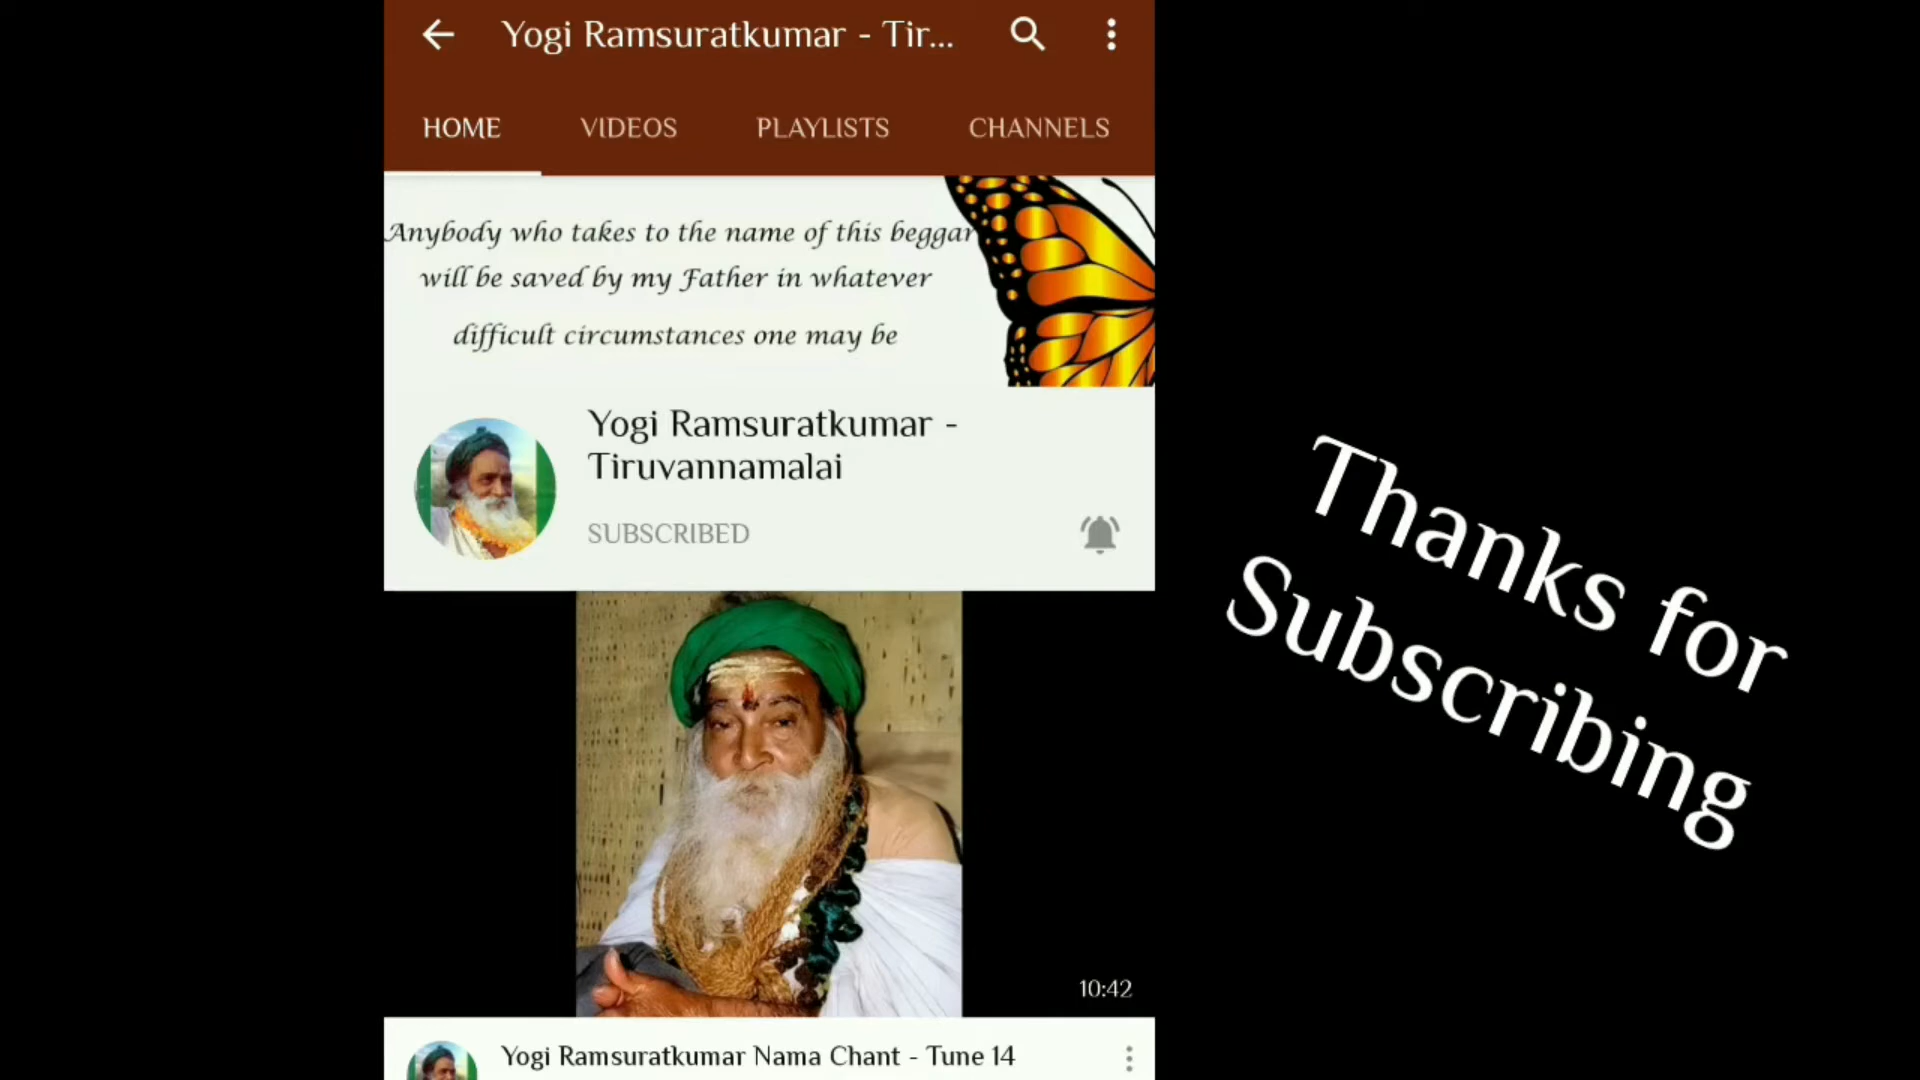 Yogi Ramsuratkumar - Tir...
HOME VIDEOS PLAYLISTS CHANNELS
Anybody who takes to the name of this beggar
will be saved by my Father in whatever
difficult circumstances one may be
Yogi Ramsuratkumar -
Tiruvannamalai
SUBSCRIBED
10:42
Yogi Ramsuratkumar Nama Chant - Tune 14
Thanks for
Subscribing